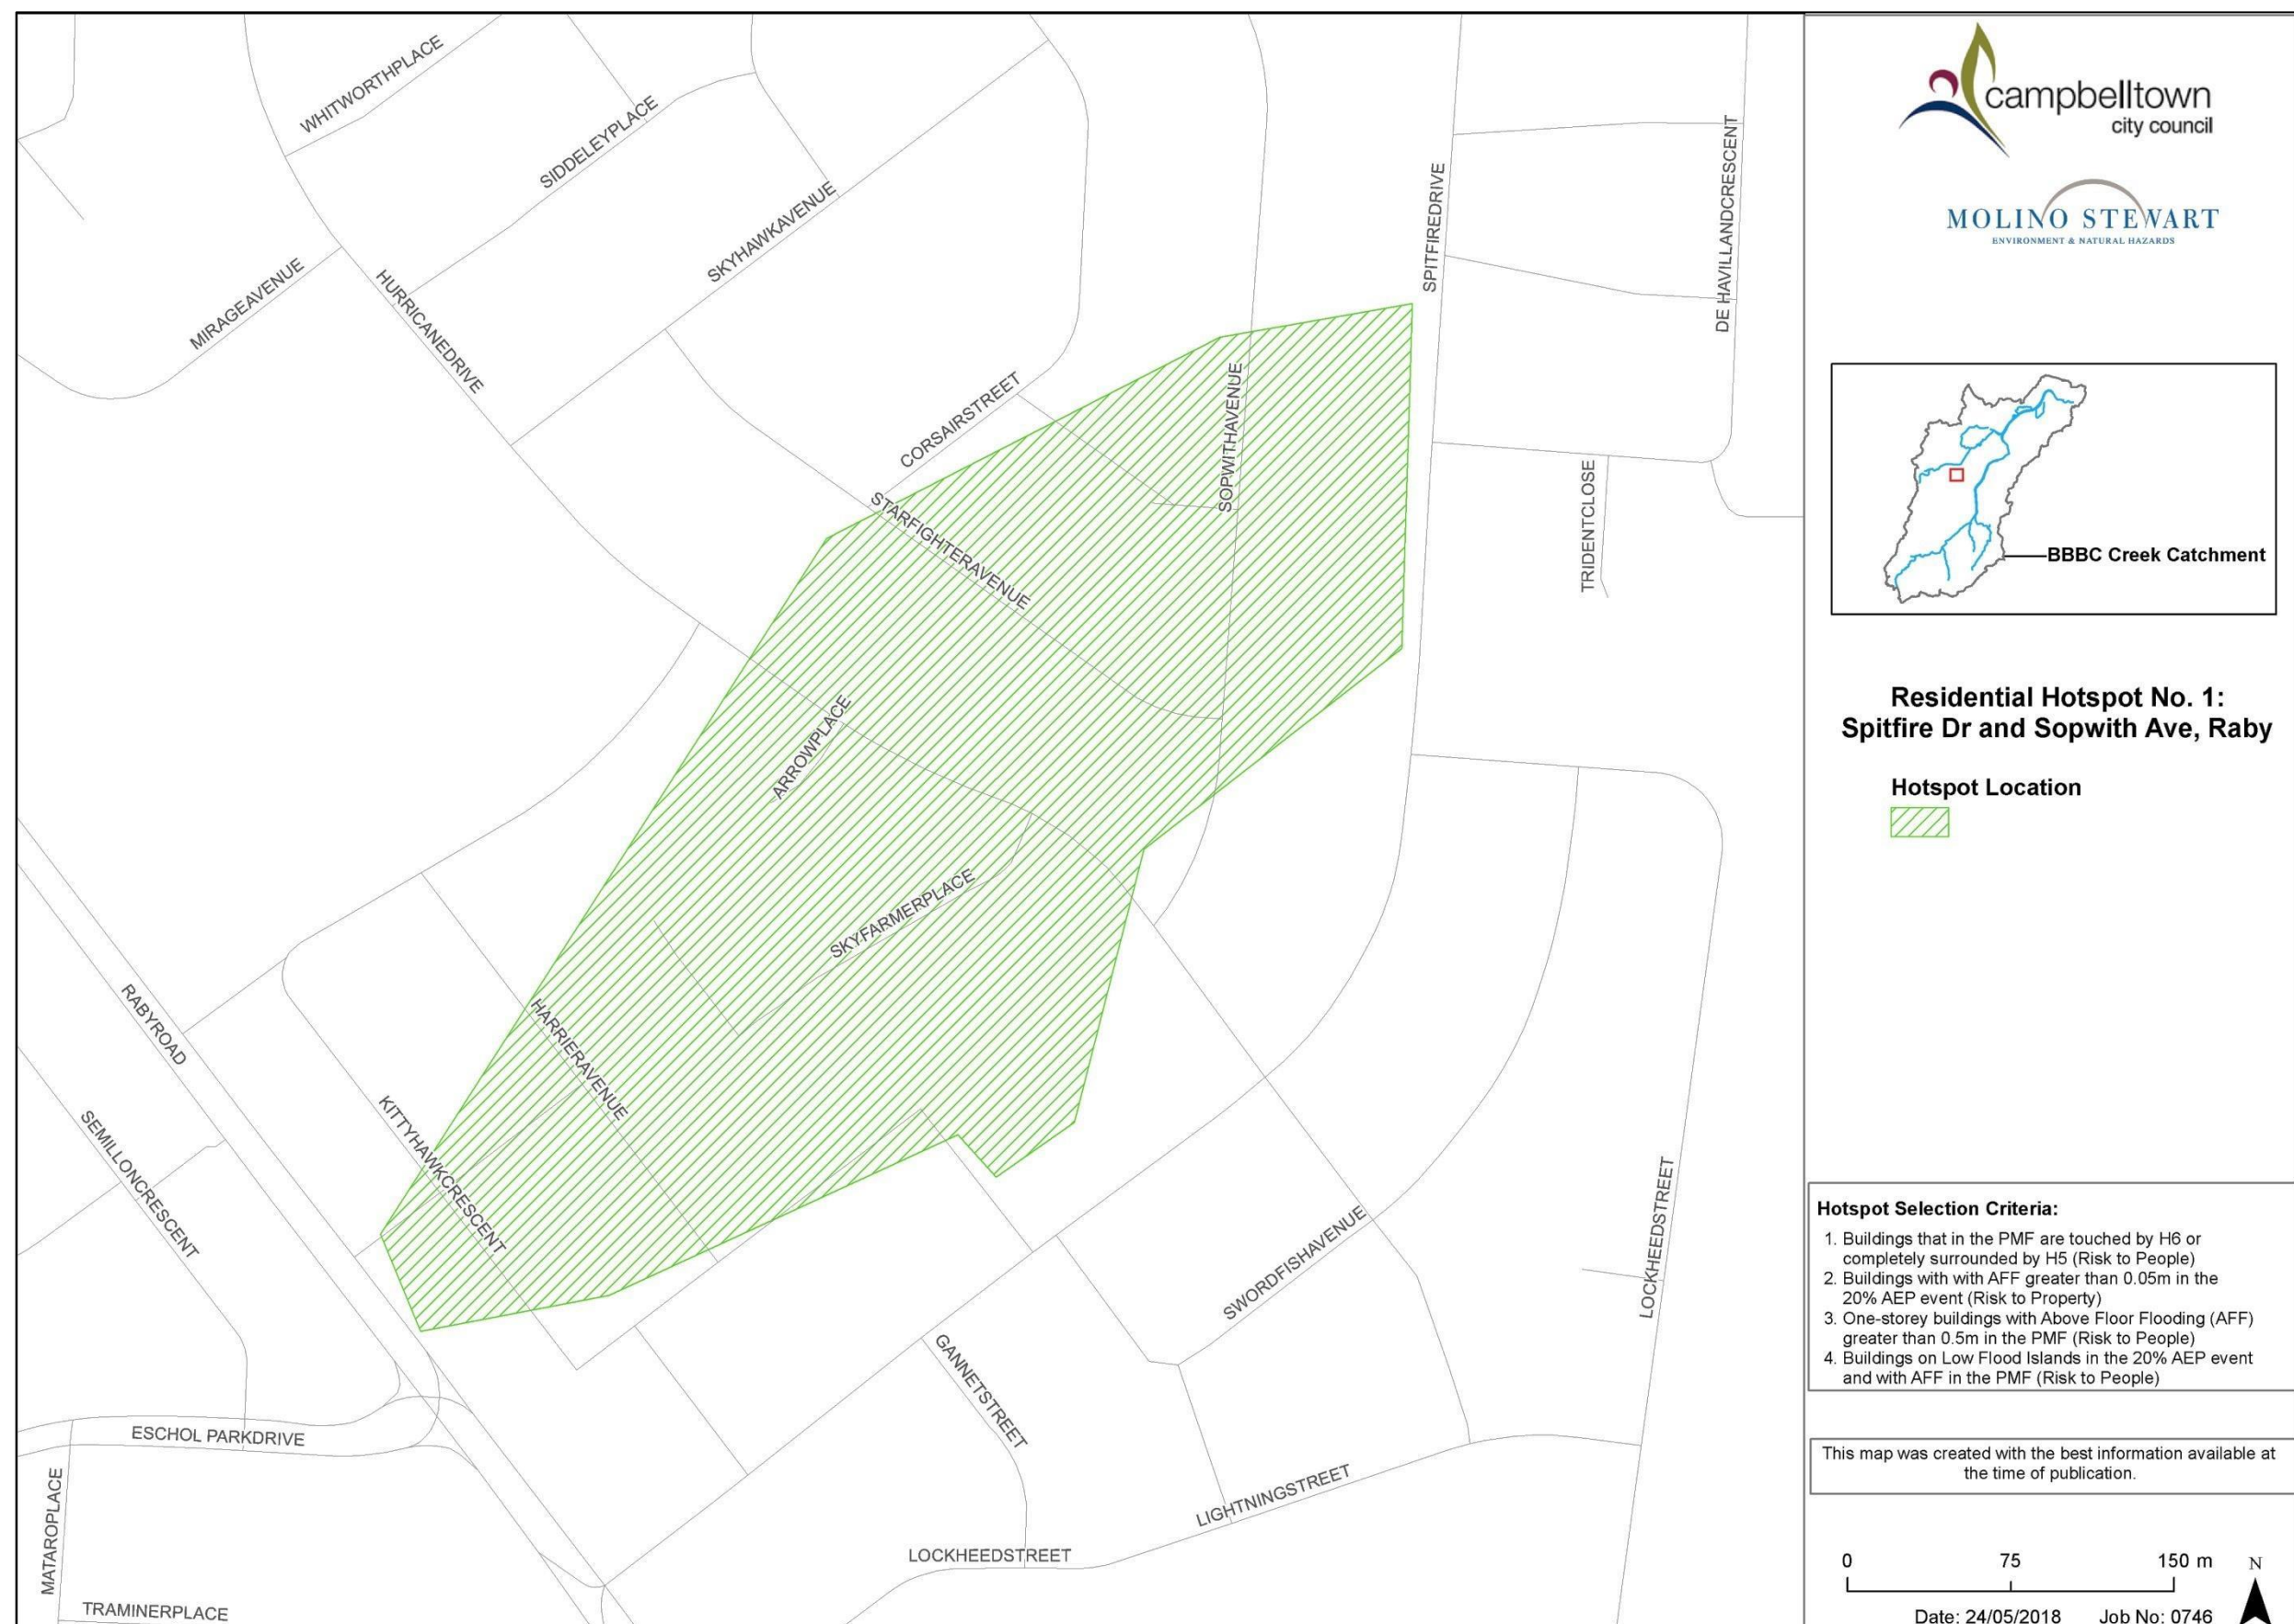 WHITWORTHPLACE
SIDDELEYPLACE
SKYHAWKAVENUE
MIRAGEAVENUE
HURRICANEDRIVE
SPITFIREDRIVE
DE HAVILLANDCRESCENT
CORSAIRSTREET
SOPWITHAVENUE
STARFIGHTERAVENUE
TRIDENTCLOSE
ARROWPLACE
SKYFARMERPLACE
RABYROAD
HARRIERAVENUE
KITTYHAWKCRESCENT
SEMILLONCRESCENT
SWORDFISHAVENUE
LOCKHEEDSTREET
GANNETSTREET
ESCHOL PARKDRIVE
LIGHTNINGSTREET
MATAROPLACE
LOCKHEEDSTREET
TRAMINERPLACE
campbelltown
city council
MOLINO STEWART
ENVIRONMENT & NATURAL HAZARDS
BBBC Creek Catchment
Residential Hotspot No. 1:
Spitfire Dr and Sopwith Ave, Raby
Hotspot Location
Hotspot Selection Criteria:
1. Buildings that in the PMF are touched by H6 or
completely surrounded by H5 (Risk to People)
2. Buildings with with AFF greater than 0.05m in the
20% AEP event (Risk to Property)
3. One-storey buildings with Above Floor Flooding (AFF)
greater than 0.5m in the PMF (Risk to People)
4. Buildings on Low Flood Islands in the 20% AEP event
and with AFF in the PMF (Risk to People)
This map was created with the best information available at
the time of publication.
0 75 150 m N
Date: 24/05/2018 Job No: 0746